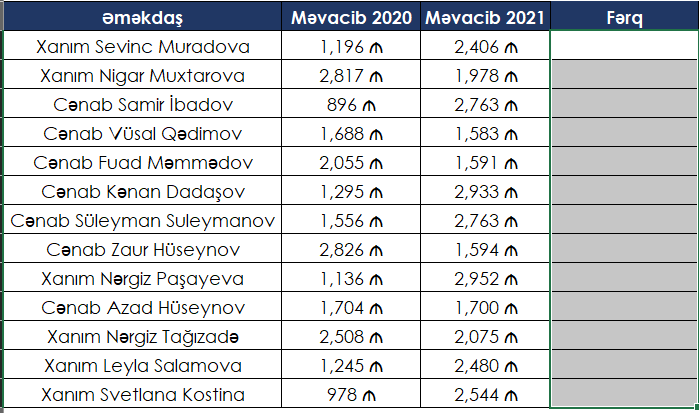 Əməkdaş Məvacib 2020 Məvacib 2021 Fərq
Xanım Sevinc Muradova 1,196 ₼ 2,406 ₼
Xanım Nigar Muxtarova 2,817 ₼ 1,978 ₼
Cənab Samir İbadov 896 ₼ 2,763 ₼
Cənab Vüsal Qədimov 1,688 ₼ 1,583 ₼
Cənab Fuad Məmmədov 2,055 ₼ 1,591 ₼
Cənab Kənan Dadaşov 1,295 ₼ 2,933 ₼
Cənab Süleyman Suleymanov 1,556 ₼ 2,763 ₼
Cənab Zaur Hüseynov 2,826 ₼ 1,594 ₼
Xanım Nərgiz Paşayeva 1,136 ₼ 2,952 ₼
Cənab Azad Hüseynov 1,704 ₼ 1,700 ₼
Xanım Nərgiz Tağızadə 2,508 ₼ 2,075 ₼
Xanım Leyla Salamova 1,245 ₼ 2,480 ₼
Xanım Svetlana Kostina 978 ₼ 2,544 ₼